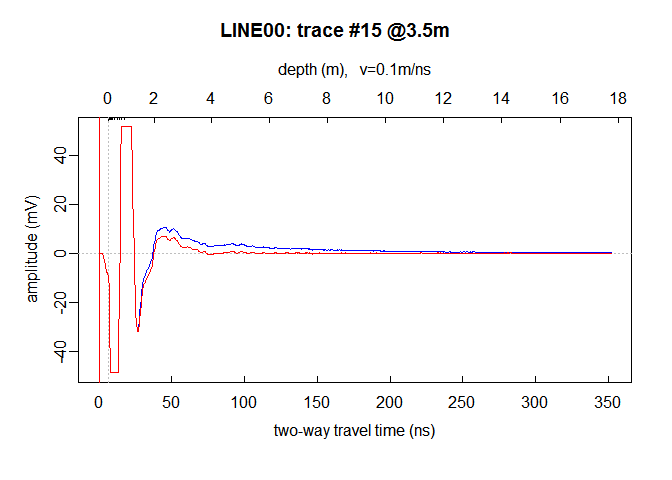 LINE00: trace #15 @3.5m
depth (m),   v=0.1m/ns
0 2 4 6 8 10 12 14 16 18
40
20
0
-20
-40
amplitude (mV)
0 50 100 150 200 250 300 350
two-way travel time (ns)